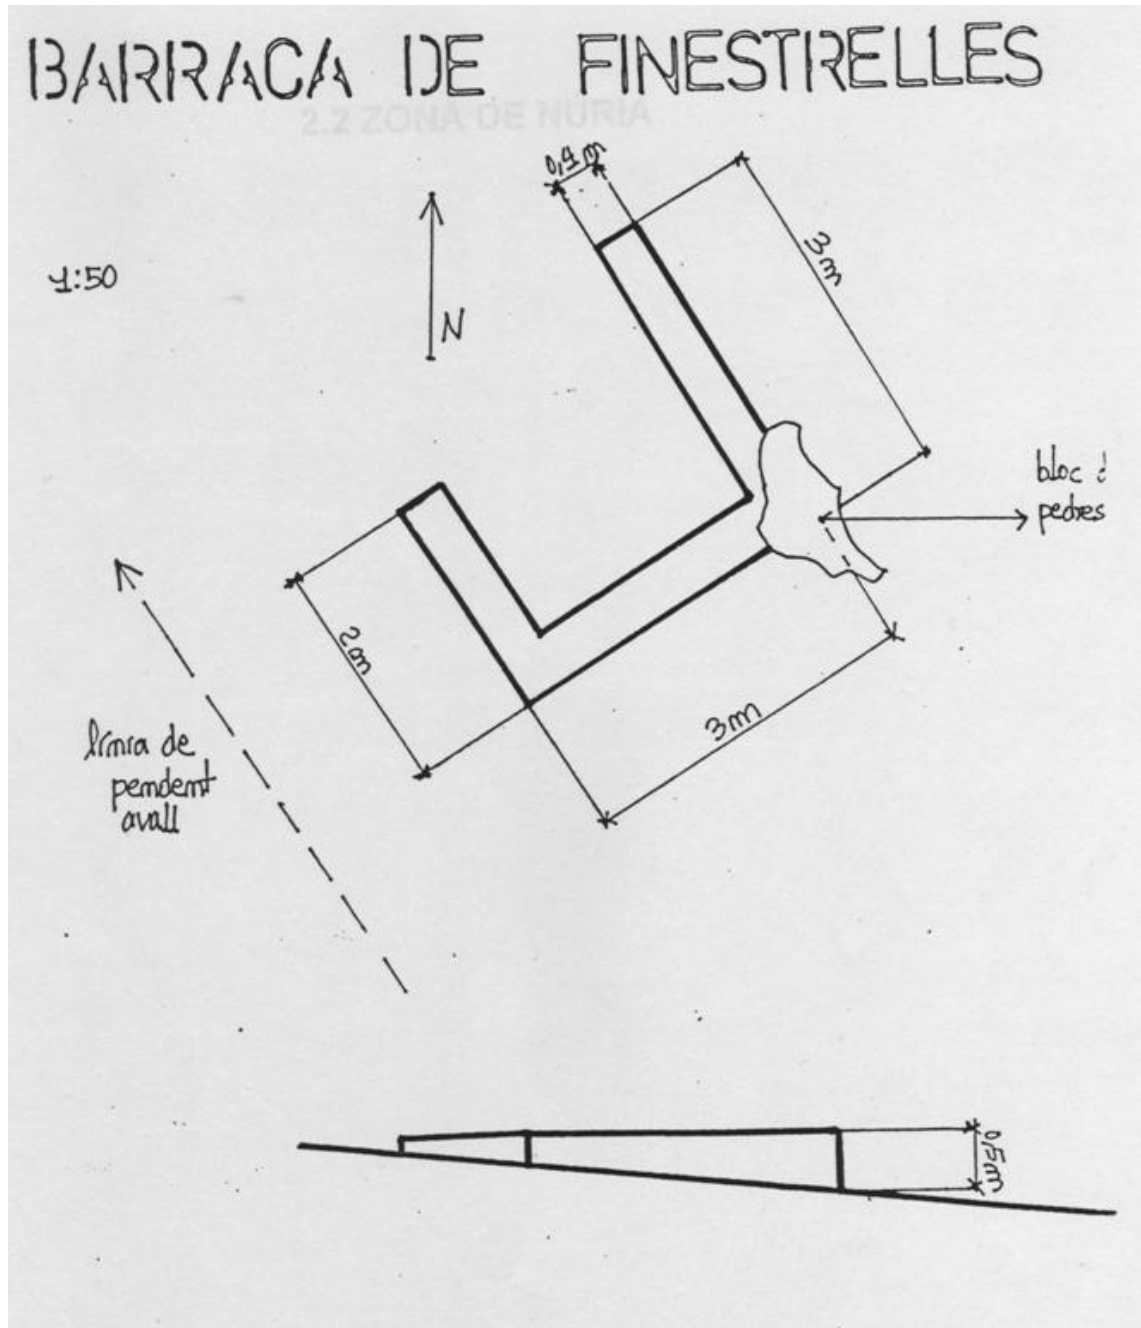 BARRACA DE FINESTRELLES
2.2 ZONA DE NÚRIA
0,4 m
3m
1:50
N
bloc d
pedres
2m
3m
línia de
pendent
avall
0,5m